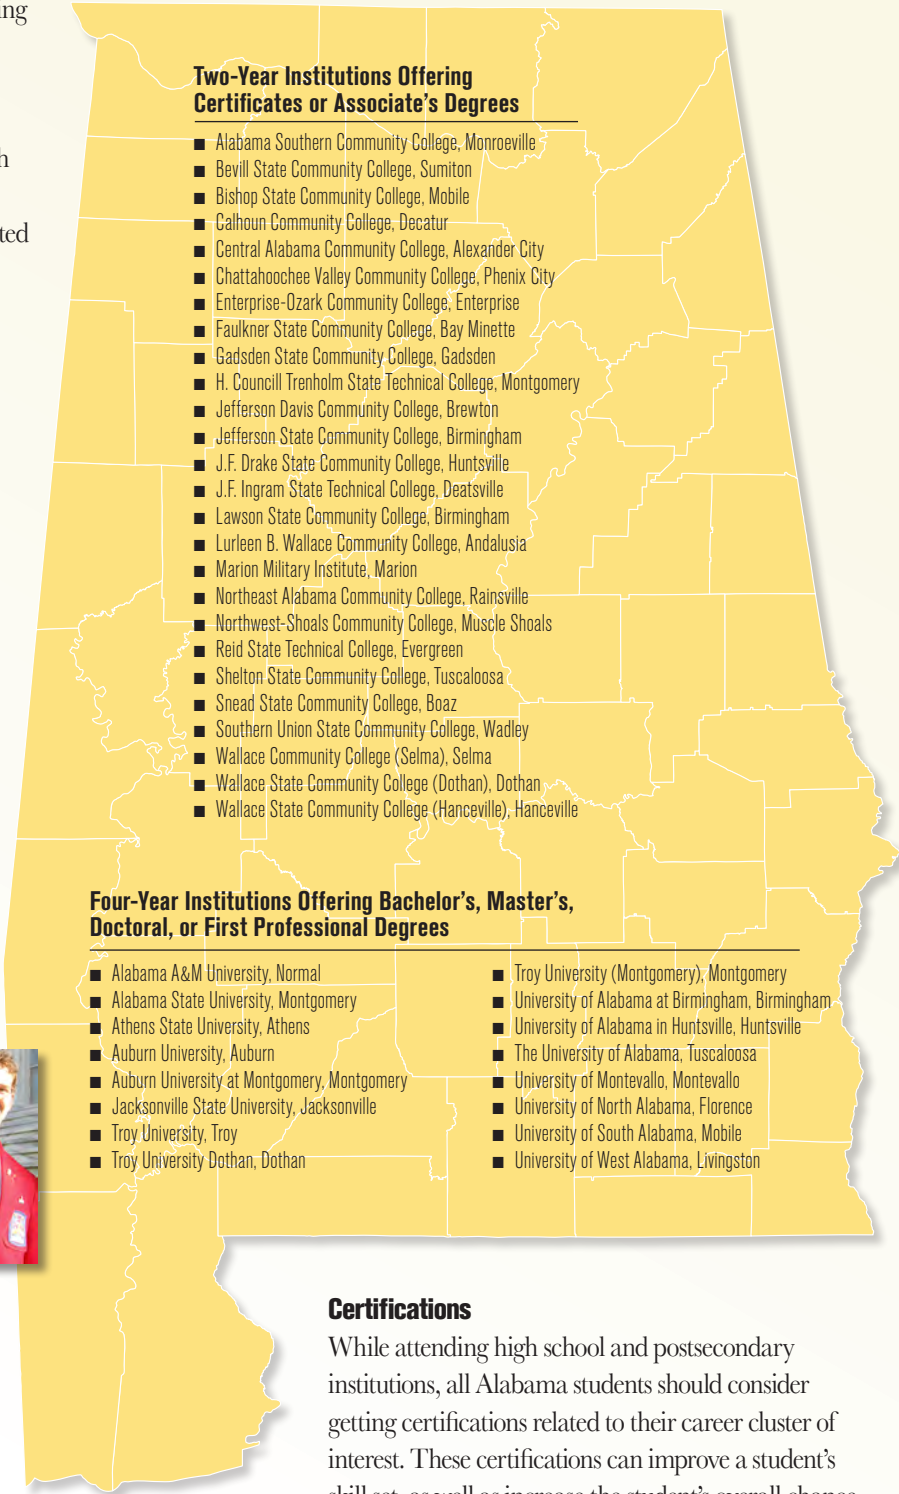 Two-Year Institutions Offering
Certificates or Associate's Degrees
■ Alabama Southern Community College, Monroeville
■ Bevill State Community College, Sumiton
■ Bishop State Community College, Mobile
■ Calhoun Community College, Decatur
■ Central Alabama Community College, Alexander City
■ Chattahoochee Valley Community College, Phenix City
■ Enterprise-Ozark Community College, Enterprise
■ Faulkner State Community College, Bay Minette
■ Gadsden State Community College, Gadsden
■ H. Councill Trenholm State Technical College, Montgomery
■ Jefferson Davis Community College, Brewton
■ Jefferson State Community College, Birmingham
■ J.F. Drake State Community College, Huntsville
■ J.F. Ingram State Technical College, Deatsville
■ Lawson State Community College, Birmingham
■ Lurleen B. Wallace Community College, Andalusia
■ Marion Military Institute, Marion
■ Northeast Alabama Community College, Rainsville
■ Northwest-Shoals Community College, Muscle Shoals
■ Reid State Technical College, Evergreen
■ Shelton State Community College, Tuscaloosa
■ Snead State Community College, Boaz
■ Southern Union State Community College, Wadley
■ Wallace Community College (Selma), Selma
■ Wallace State Community College (Dothan), Dothan
■ Wallace State Community College (Hanceville), Hanceville
Four-Year Institutions Offering Bachelor's, Master's,
Doctoral, or First Professional Degrees
■ Alabama A&M University, Normal
■ Alabama State University, Montgomery
■ Athens State University, Athens
■ Auburn University, Auburn
■ Auburn University at Montgomery, Montgomery
■ Jacksonville State University, Jacksonville
■ Troy University, Troy
■ Troy University Dothan, Dothan
■ Troy University (Montgomery), Montgomery
■ University of Alabama at Birmingham, Birmingham
■ University of Alabama in Huntsville, Huntsville
■ The University of Alabama, Tuscaloosa
■ University of Montevallo, Montevallo
■ University of North Alabama, Florence
■ University of South Alabama, Mobile
■ University of West Alabama, Livingston
Certifications
While attending high school and postsecondary
institutions, all Alabama students should consider
getting certifications related to their career cluster of
interest. These certifications can improve a student's
skill set, as well as increase the student's overall chance